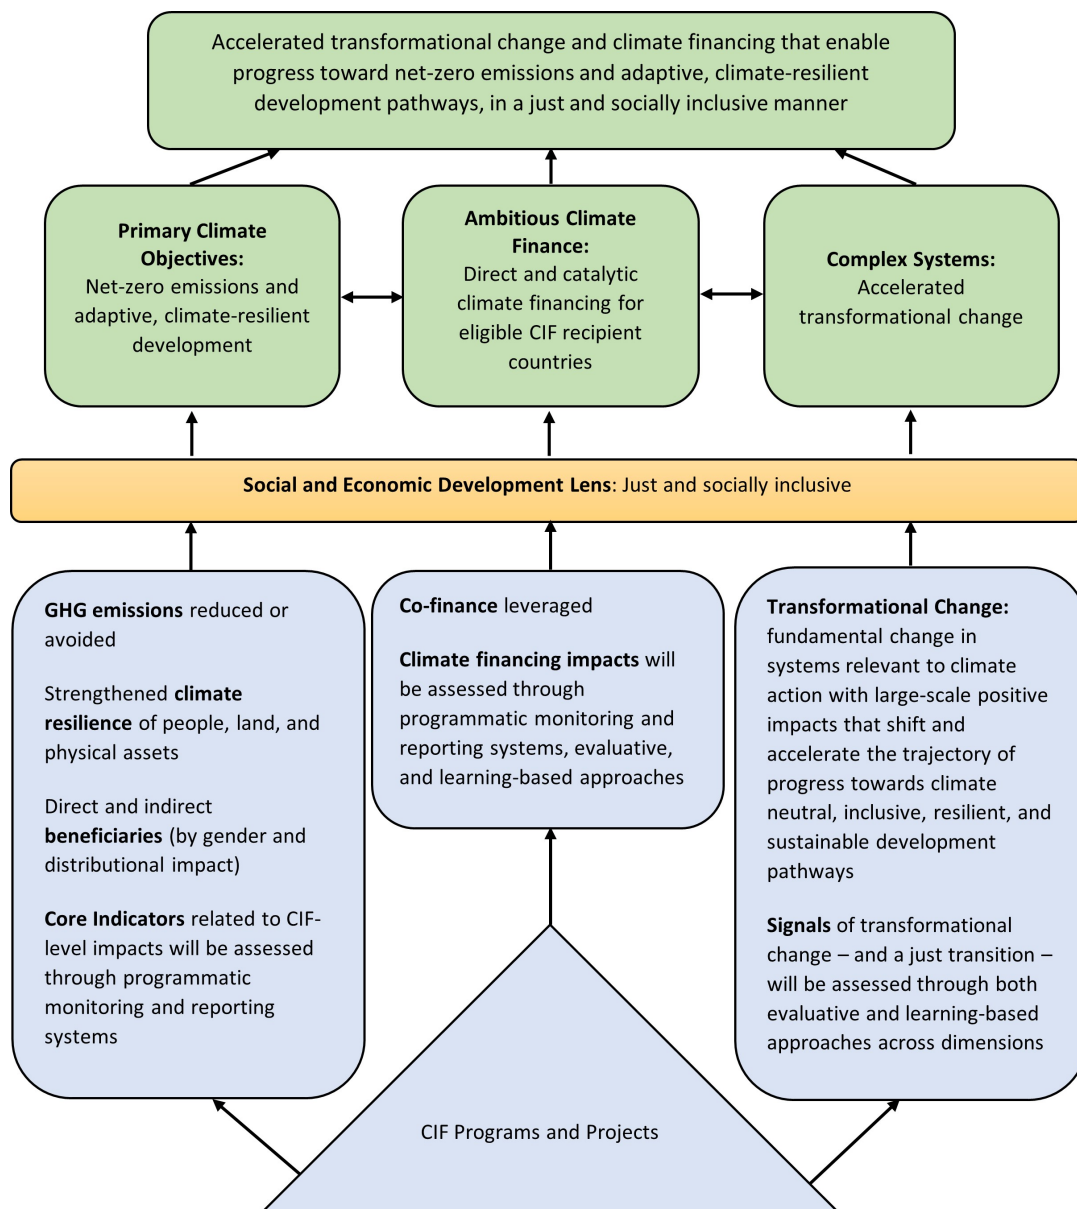 Accelerated transformational change and climate financing that enable
progress toward net-zero emissions and adaptive, climate-resilient
development pathways, in a just and socially inclusive manner
Primary Climate
Objectives:
Net-zero emissions and
adaptive, climate-resilient
development
Ambitious Climate
Finance:
Direct and catalytic
climate financing for
eligible CIF recipient
countries
Complex Systems:
Accelerated
transformational change
Social and Economic Development Lens: Just and socially inclusive
GHG emissions reduced or
avoided
Strengthened climate
resilience of people, land, and
physical assets
Direct and indirect
beneficiaries (by gender and
distributional impact)
Core Indicators related to CIF-
level impacts will be assessed
through programmatic
monitoring and reporting
systems
Co-finance leveraged
Climate financing impacts will
be assessed through
programmatic monitoring and
reporting systems, evaluative,
and learning-based approaches
Transformational Change:
fundamental change in
systems relevant to climate
action with large-scale positive
impacts that shift and
accelerate the trajectory of
progress towards climate
neutral, inclusive, resilient, and
sustainable development
pathways
Signals of transformational
change – and a just transition –
will be assessed through both
evaluative and learning-based
approaches across dimensions
CIF Programs and Projects